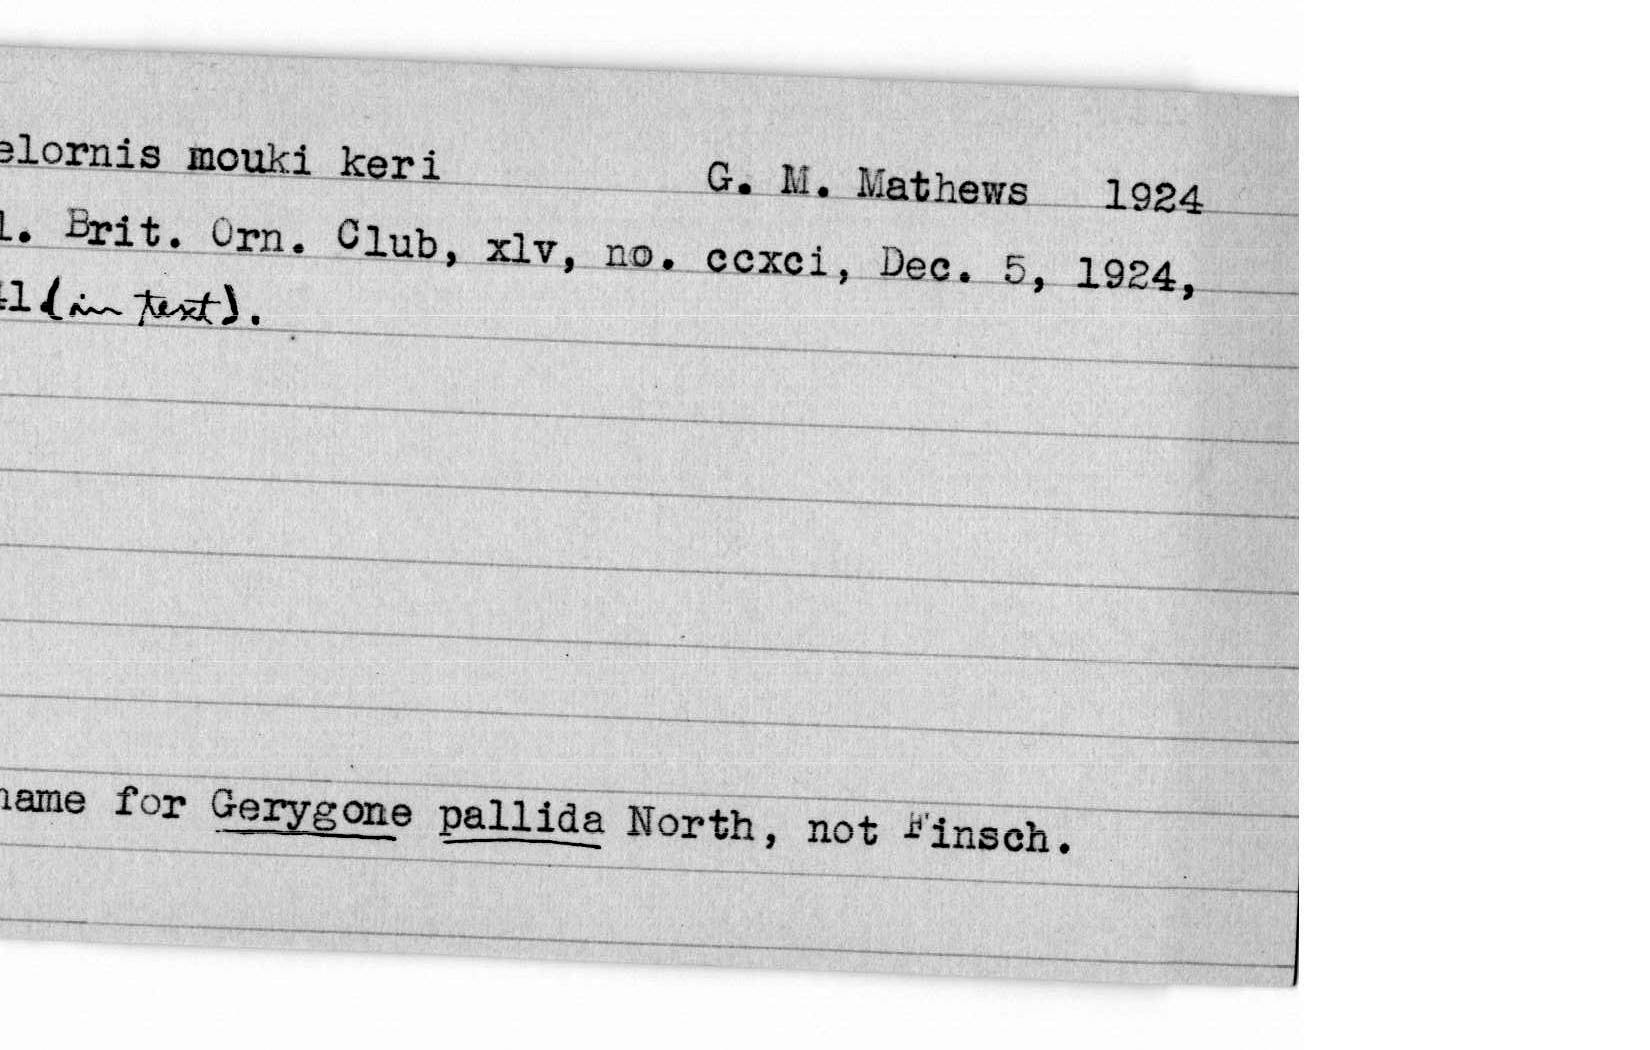 elornis mouki keri G. M. Mathews 1924
l. Brit. Orn. Club, xlv, no. ccxci, Dec. 5, 1924,
41 (in text).
name for Gerygone pallida North, not Finsch.